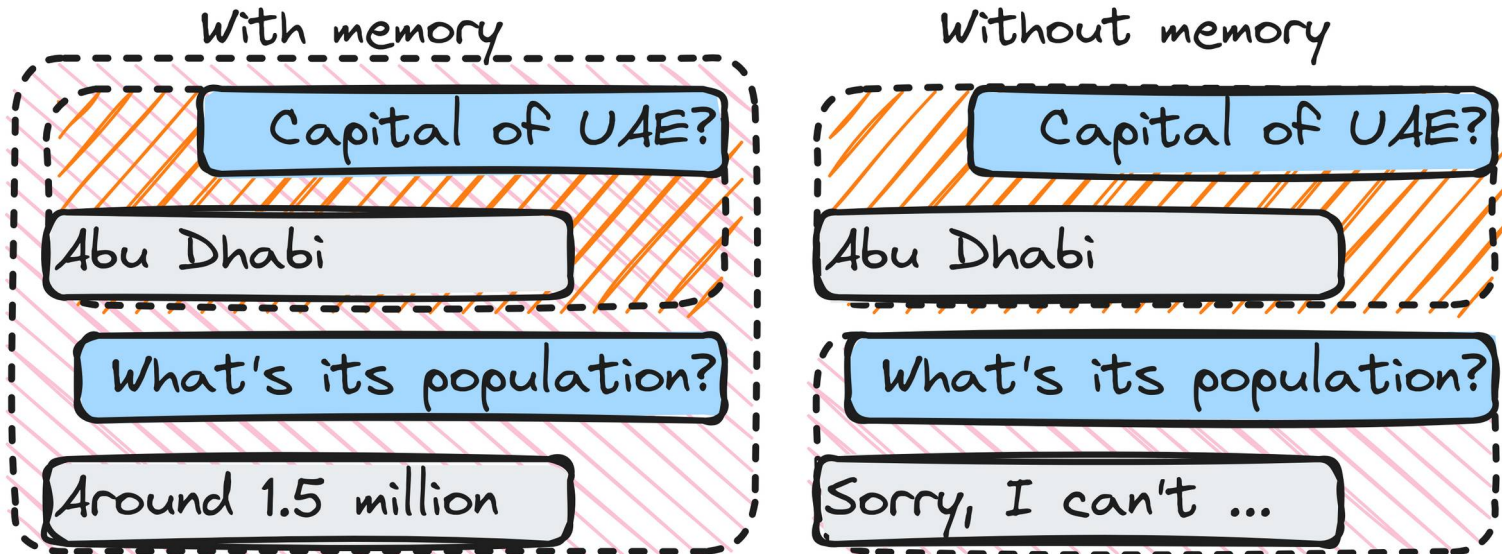 With memory
Capital of UAE?
Abu Dhabi
What's its population?
Around 1.5 million
Without memory
Capital of UAE?
Abu Dhabi
What's its population?
Sorry, I can't ...